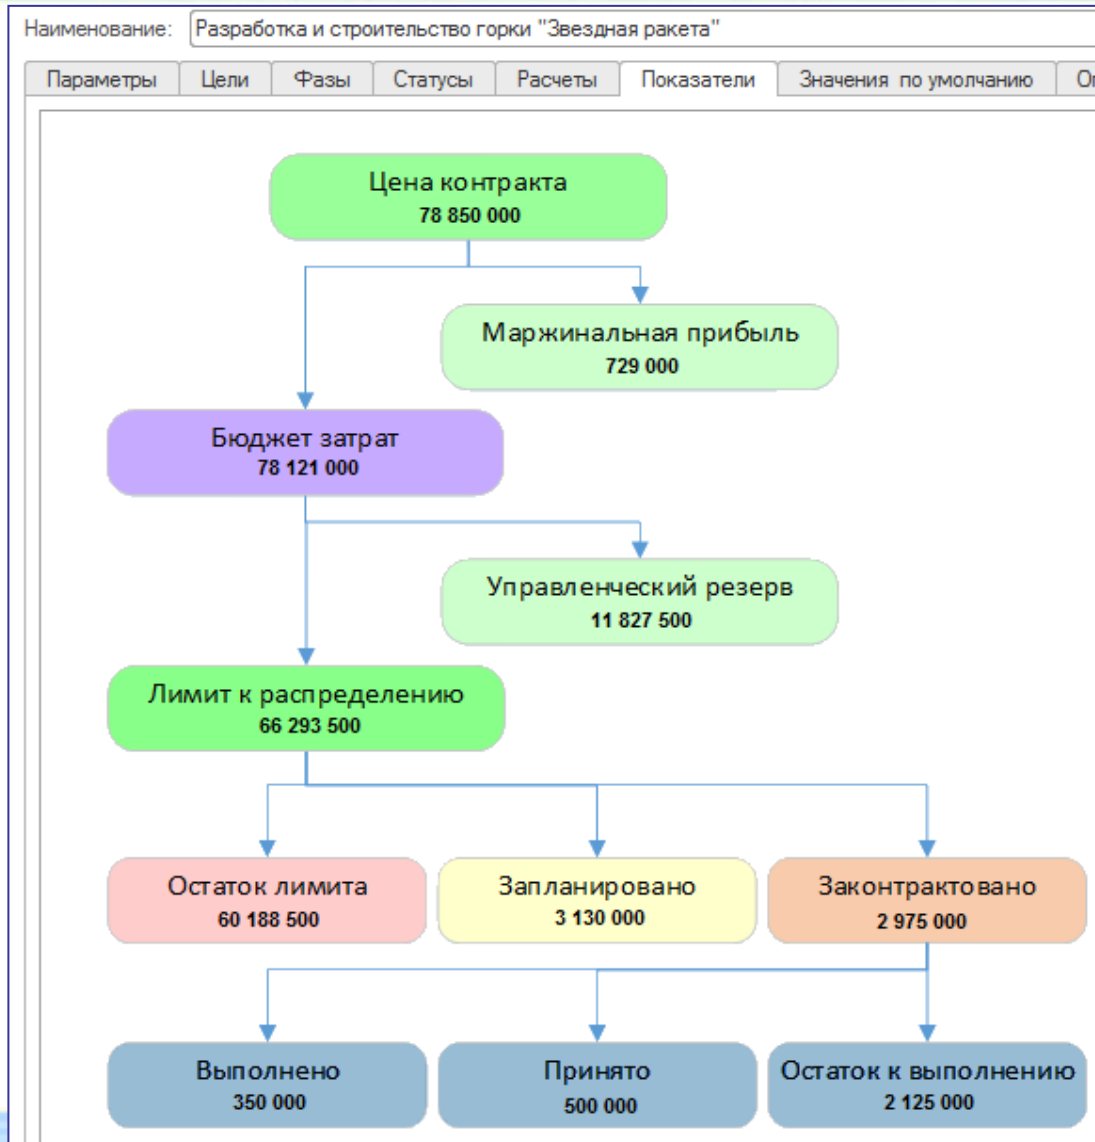 Наименование: Разработка и строительство горки "Звездная ракета"
Параметры Цели Фазы Статусы Расчеты Показатели Значения по умолчанию
Цена контракта
78 850 000
Маржинальная прибыль
729 000
Бюджет затрат
78 121 000
Управленческий резерв
11 827 500
Лимит к распределению
66 293 500
Остаток лимита
60 188 500
Запланировано
3 130 000
Законтрактовано
2 975 000
Выполнено
350 000
Принято
500 000
Остаток к выполнению
2 125 000